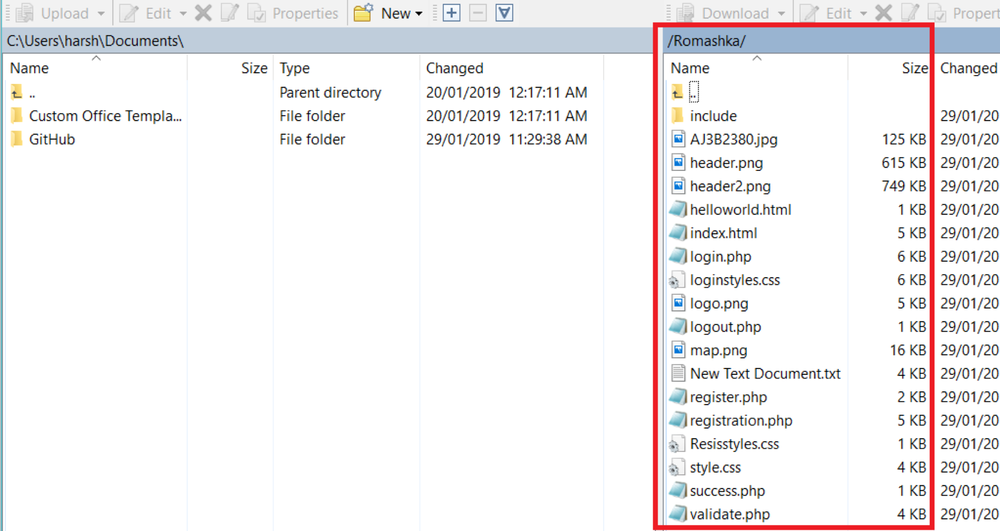 Upload Edit Properties New Download Edit Propert
C:\Users\harsh\Documents\ /Romashka/
Name Size Type Changed Name Size Changed
.. Parent directory 20/01/2019 12:17:11 AM ..
Custom Office Templa... File folder 20/01/2019 12:17:11 AM include 29/01/20
GitHub File folder 29/01/2019 11:29:38 AM AJ3B2380.jpg 125 KB 29/01/20
header.png 615 KB 29/01/20
header2.png 749 KB 29/01/20
helloworld.html 1 KB 29/01/20
index.html 5 KB 29/01/20
login.php 6 KB 29/01/20
loginstyles.css 6 KB 29/01/20
logo.png 5 KB 29/01/20
logout.php 1 KB 29/01/20
map.png 16 KB 29/01/20
New Text Document.txt 4 KB 29/01/20
register.php 2 KB 29/01/20
registration.php 5 KB 29/01/20
Resisstyles.css 1 KB 29/01/20
style.css 4 KB 29/01/20
success.php 1 KB 29/01/20
validate.php 4 KB 29/01/20